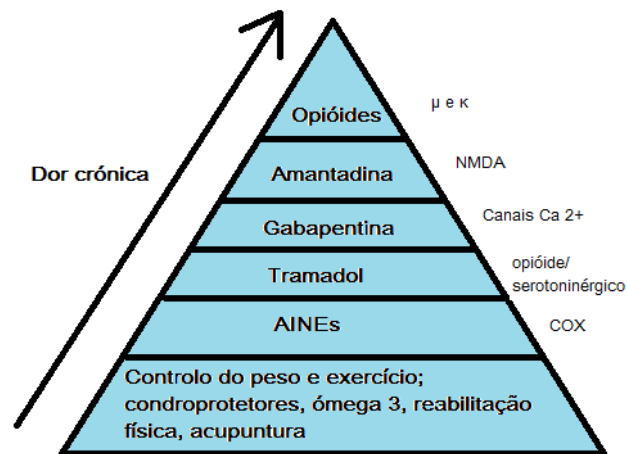 Opióides
μ e κ
Dor crónica
Amantadina
NMDA
Gabapentina
Canais Ca 2+
Tramadol
opióide/
serotoninérgico
AINEs
COX
Controlo do peso e exercício;
condroprotetores, ómega 3, reabilitação
física, acupuntura